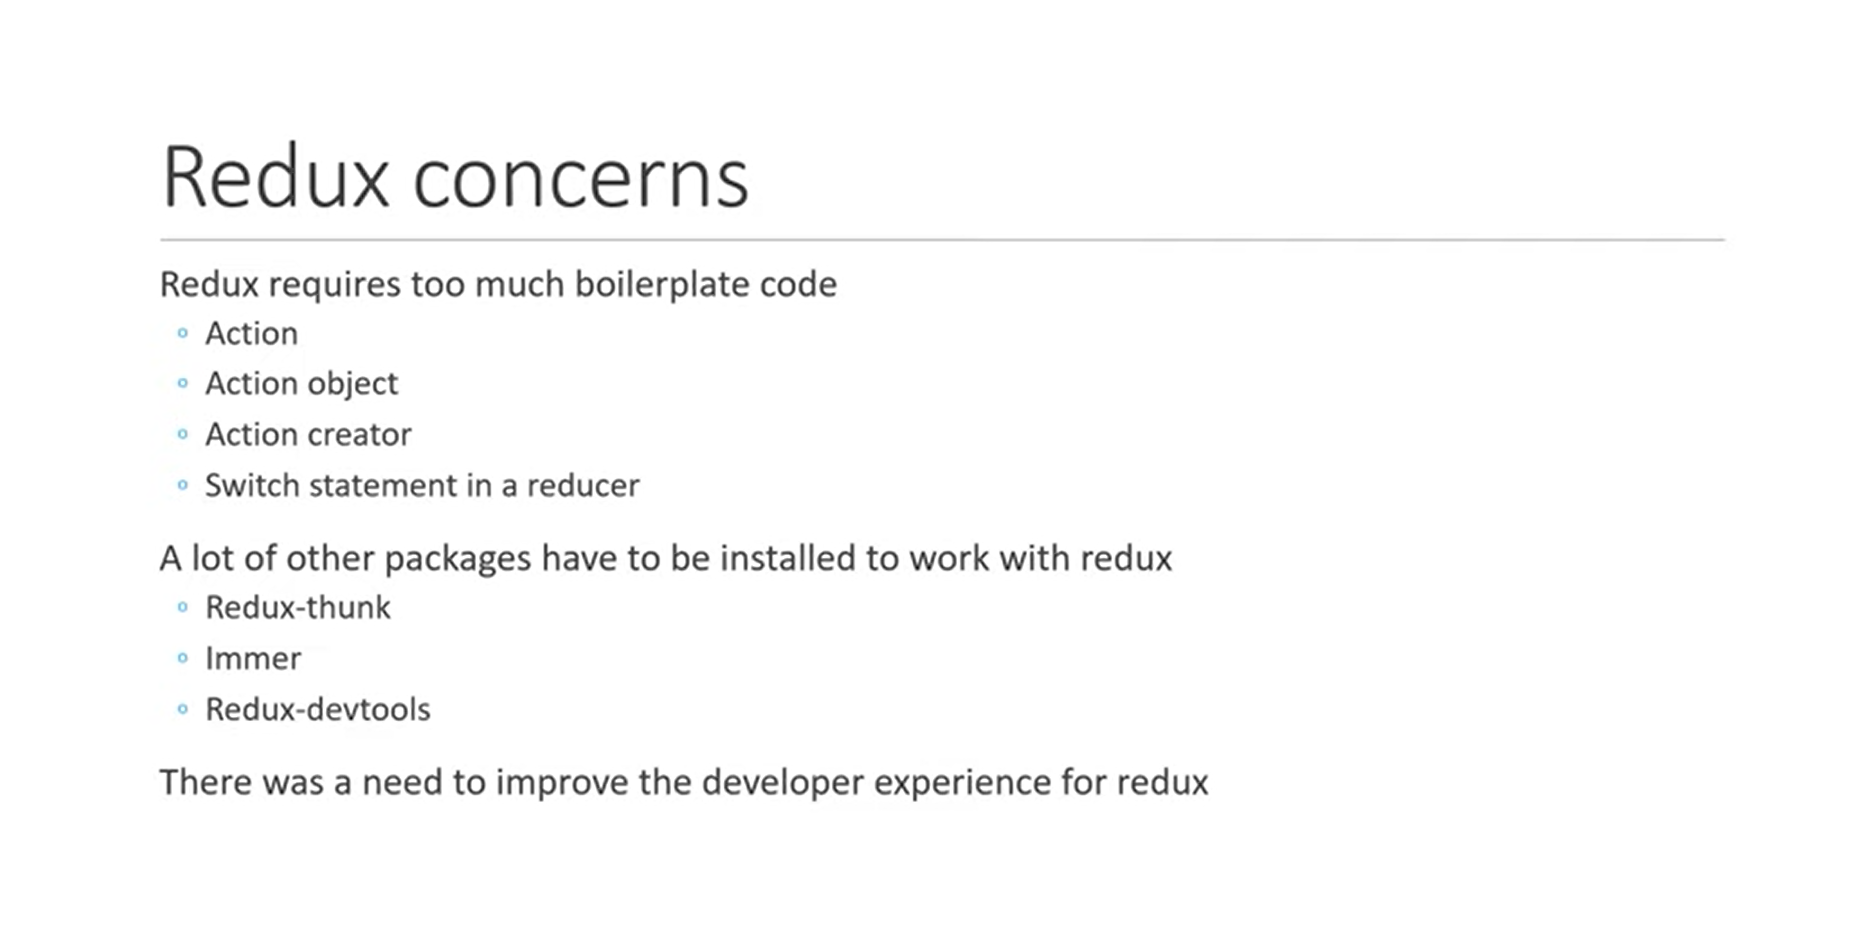 Redux concerns
Redux requires too much boilerplate code
Action
Action object
Action creator
Switch statement in a reducer
A lot of other packages have to be installed to work with redux
Redux-thunk
Immer
Redux-devtools
There was a need to improve the developer experience for redux